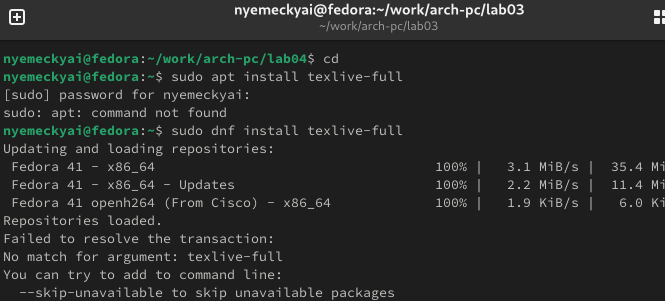 nyemeckyai@fedora:~/work/arch-pc/lab03
~/work/arch-pc/lab03
nyemeckyai@fedora:~/work/arch-pc/lab04$ cd
nyemeckyai@fedora:~$ sudo apt install texlive-full
[sudo] password for nyemeckyai:
sudo: apt: command not found
nyemeckyai@fedora:~$ sudo dnf install texlive-full
Updating and loading repositories:
Fedora 41 - x86_64 100% | 3.1 MiB/s | 35.4 Mi
Fedora 41 - x86_64 - Updates 100% | 2.2 MiB/s | 11.4 Mi
Fedora 41 openh264 (From Cisco) - x86_64 100% | 1.9 KiB/s | 6.0 Ki
Repositories loaded.
Failed to resolve the transaction:
No match for argument: texlive-full
You can try to add to command line:
--skip-unavailable to skip unavailable packages